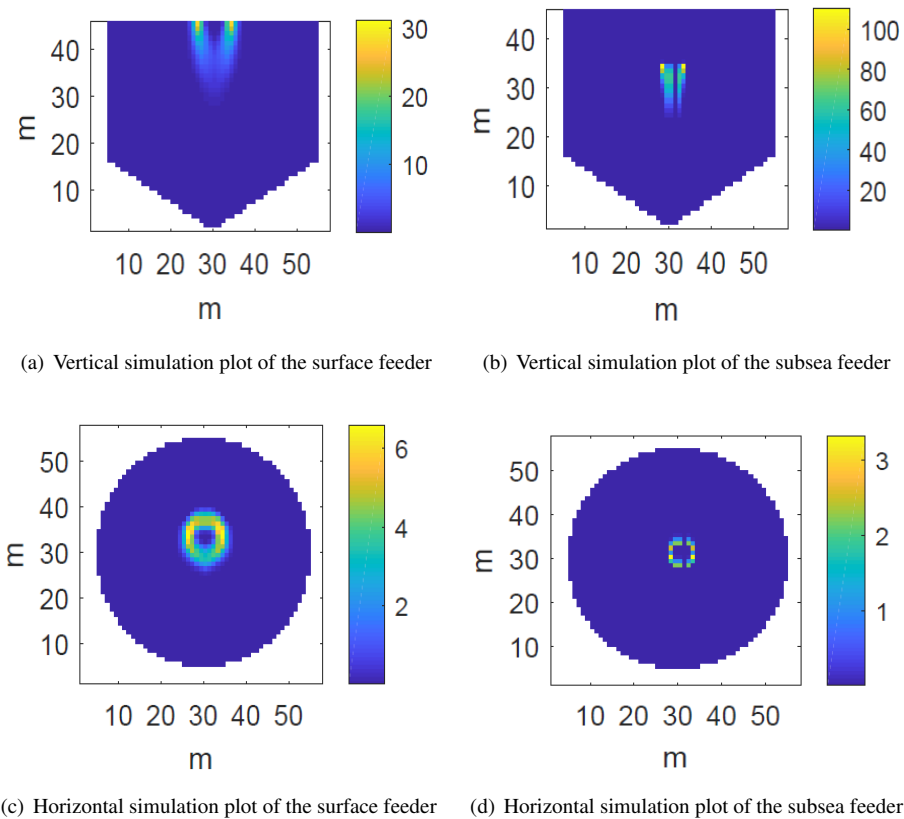 40
30
20
10
m
10 20 30 40 50
m
30
20
10
40
30
20
10
m
10 20 30 40 50
m
100
80
60
40
20
(a) Vertical simulation plot of the surface feeder
(b) Vertical simulation plot of the subsea feeder
50
40
30
20
10
m
10 20 30 40 50
m
6
4
2
50
40
30
20
10
m
10 20 30 40 50
m
3
2
1
(c) Horizontal simulation plot of the surface feeder
(d) Horizontal simulation plot of the subsea feeder